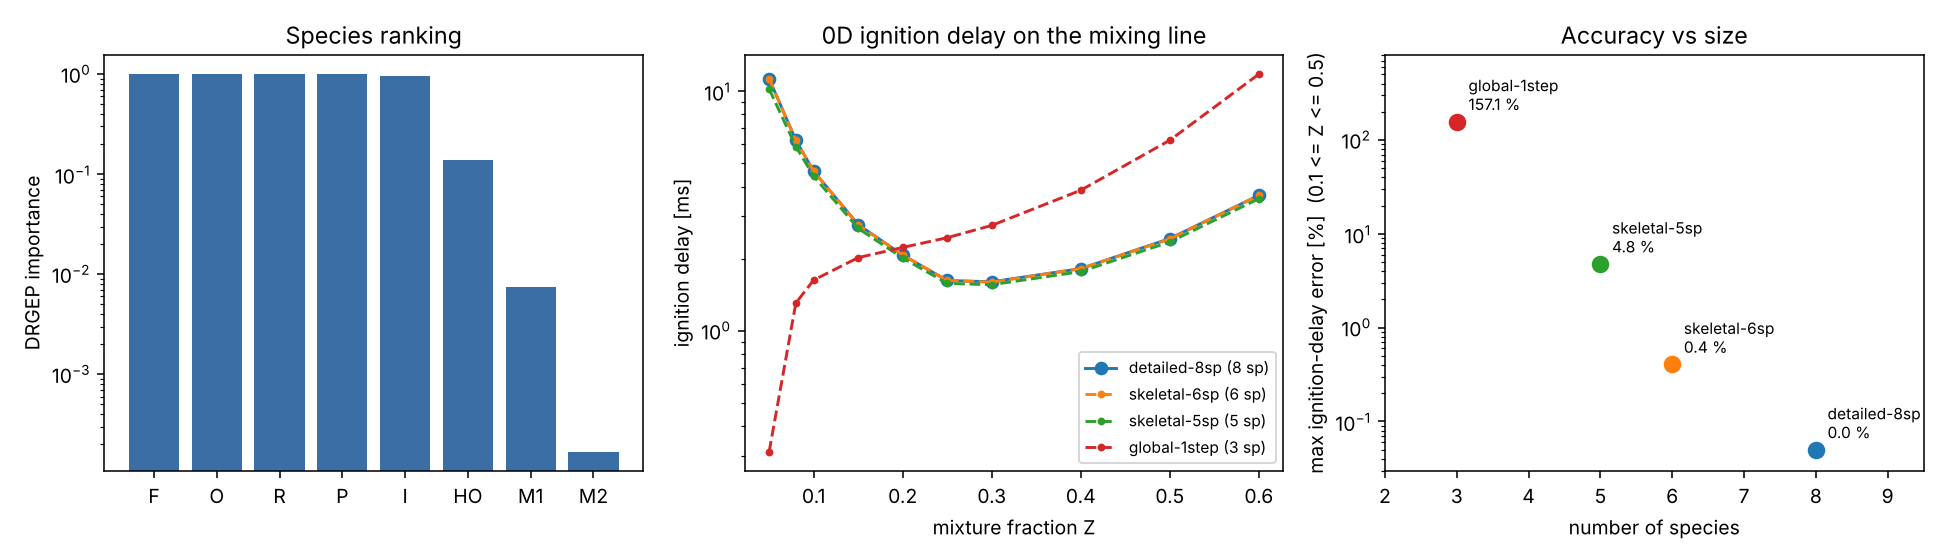 Species ranking
DRGEP importance
10^0
10^-1
10^-2
10^-3
F O R P I HO M1 M2
0D ignition delay on the mixing line
ignition delay [ms]
10^1
10^0
detailed-8sp (8 sp)
skeletal-6sp (6 sp)
skeletal-5sp (5 sp)
global-1step (3 sp)
0.1 0.2 0.3 0.4 0.5 0.6
mixture fraction Z
Accuracy vs size
max ignition-delay error [%]  (0.1 <= Z <= 0.5)
10^2
10^1
10^0
10^-1
global-1step
157.1 %
skeletal-5sp
4.8 %
skeletal-6sp
0.4 %
detailed-8sp
0.0 %
2 3 4 5 6 7 8 9
number of species